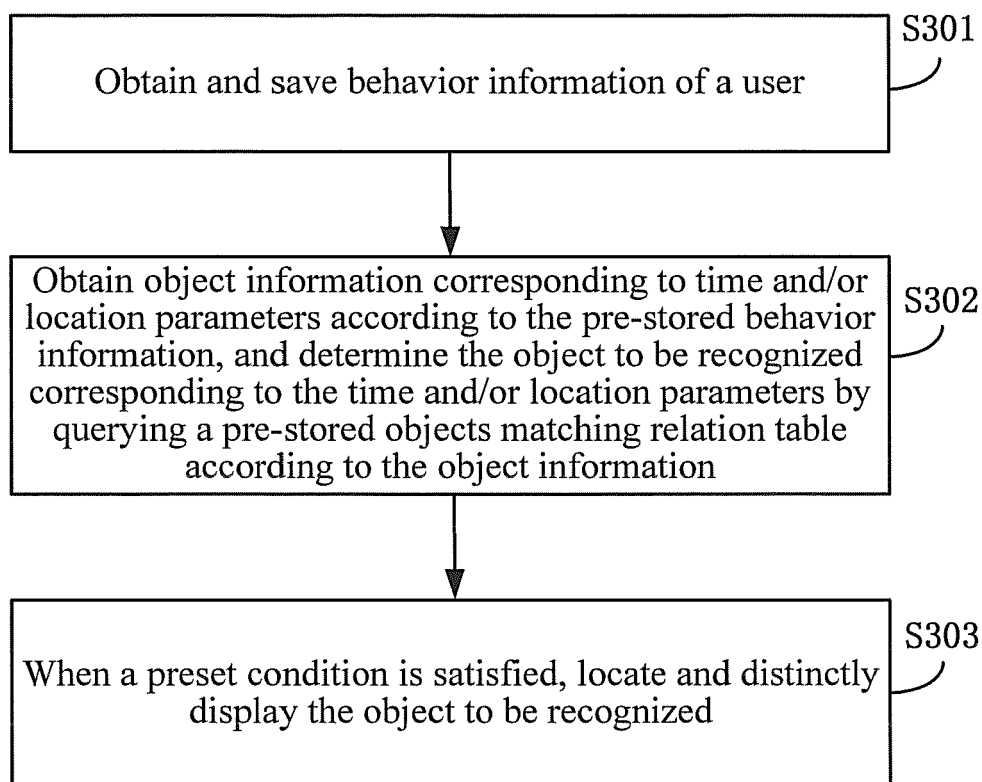 S301
Obtain and save behavior information of a user
Obtain object information corresponding to time and/or
location parameters according to the pre-stored behavior
information, and determine the object to be recognized
corresponding to the time and/or location parameters by
querying a pre-stored objects matching relation table
according to the object information
S302
When a preset condition is satisfied, locate and distinctly
display the object to be recognized
S303